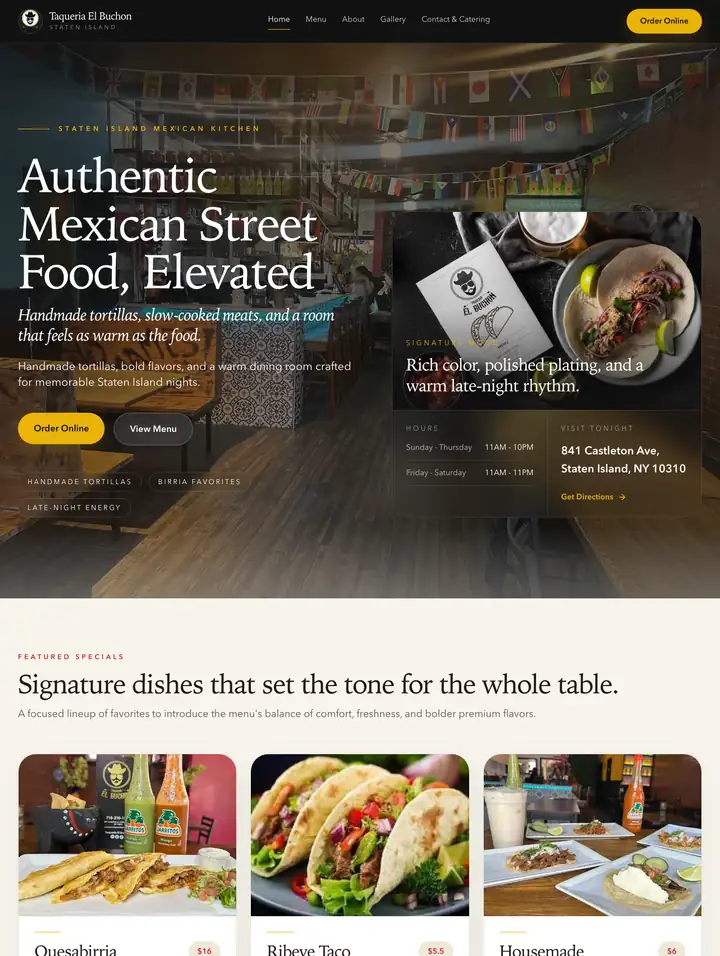 Taqueria El Buchon
STATEN ISLAND
Home
Menu
About
Gallery
Contact & Catering
Order Online
STATEN ISLAND MEXICAN KITCHEN
Authentic
Mexican Street
Food, Elevated
Handmade tortillas, slow-cooked meats, and a room
that feels as warm as the food.
Handmade tortillas, bold flavors, and a warm dining room crafted
for memorable Staten Island nights.
Order Online
View Menu
HANDMADE TORTILLAS
BIRRIA FAVORITES
LATE-NIGHT ENERGY
EL BUCHÓN
SIGNATURE
Rich color, polished plating, and a
warm late-night rhythm.
HOURS
Sunday - Thursday 11AM - 10PM
Friday - Saturday 11AM - 11PM
VISIT TONIGHT
841 Castleton Ave,
Staten Island, NY 10310
Get Directions →
FEATURED SPECIALS
Signature dishes that set the tone for the whole table.
A focused lineup of favorites to introduce the menu's balance of comfort, freshness, and bolder premium flavors.
JARRITOS
JARRITOS
Quesabirria
$16
Ribeye Taco
$5.5
Housemade
$6